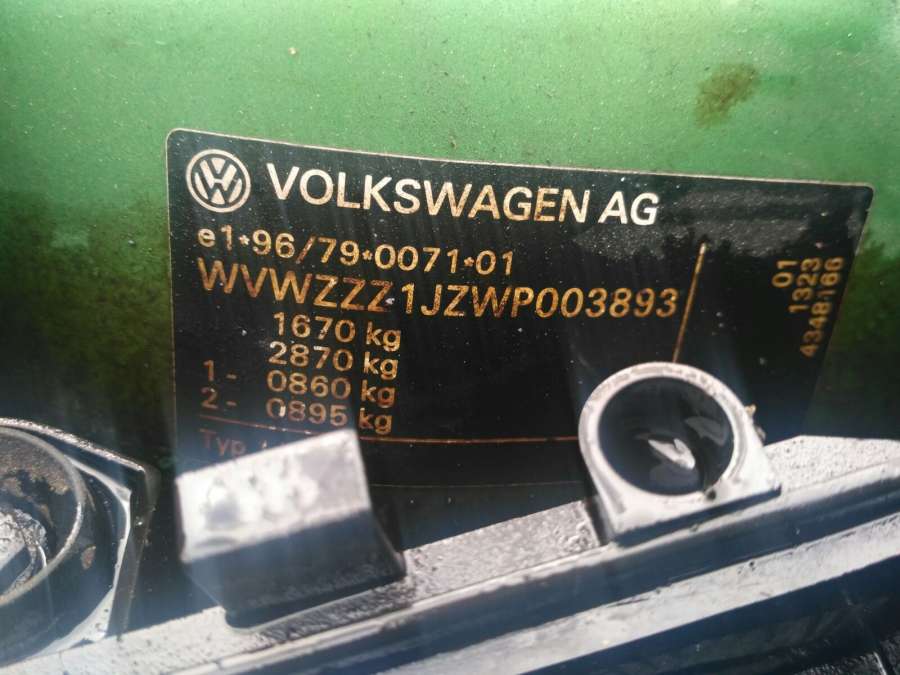 VOLKSWAGEN AG
e1*96/79*0071*01
WVWZZZ1JZWP003893
1670 kg
2870 kg
1- 0860 kg
2- 0895 kg
Typ
01
1323
4348166